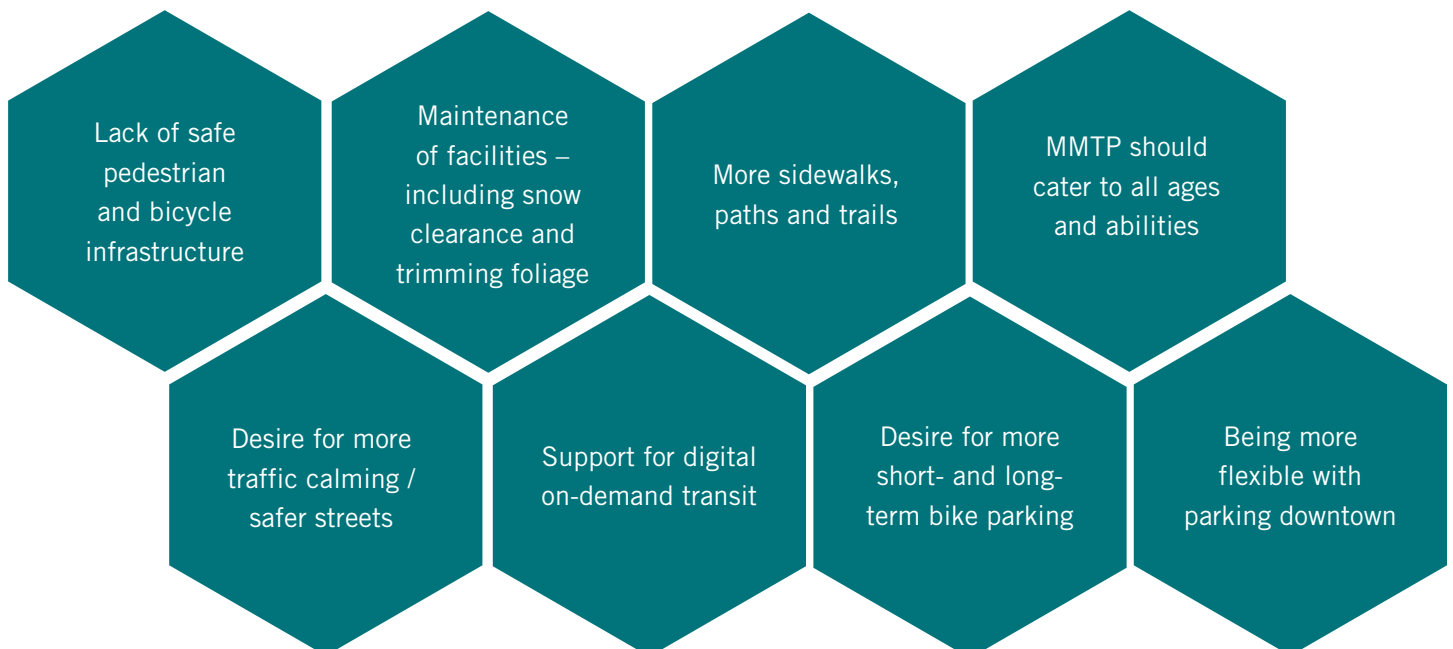 Lack of safe
pedestrian
and bicycle
infrastructure
Maintenance
of facilities –
including snow
clearance and
trimming foliage
More sidewalks,
paths and trails
MMTP should
cater to all ages
and abilities
Desire for more
traffic calming /
safer streets
Support for digital
on-demand transit
Desire for more
short- and long-
term bike parking
Being more
flexible with
parking downtown